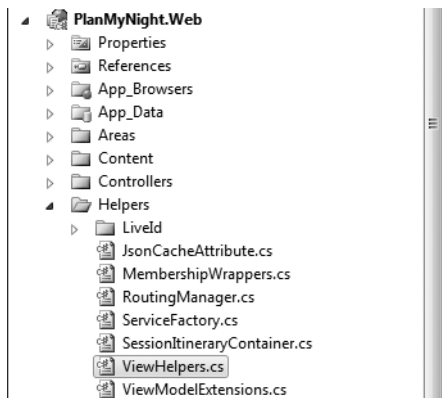 PlanMyNight.Web
Properties
References
App_Browsers
App_Data
Areas
Content
Controllers
Helpers
LiveId
JsonCacheAttribute.cs
MembershipWrappers.cs
RoutingManager.cs
ServiceFactory.cs
SessionItineraryContainer.cs
ViewHelpers.cs
ViewModelExtensions.cs